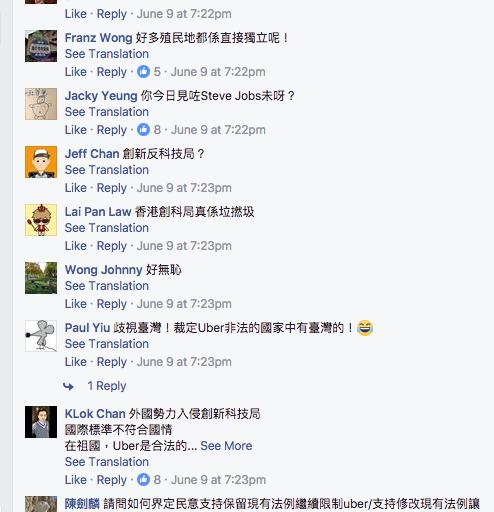 Like · Reply · June 9 at 7:22pm
Franz Wong 好多殖民地都係直接獨立呢！
See Translation
Like · Reply · 5 · June 9 at 7:22pm
Jacky Yeung 你今日見咗Steve Jobs未呀？
See Translation
Like · Reply · 8 · June 9 at 7:22pm
Jeff Chan 創新反科技局？
See Translation
Like · Reply · June 9 at 7:23pm
Lai Pan Law 香港創科局真係垃撚圾
See Translation
Like · Reply · June 9 at 7:23pm
Wong Johnny 好無恥
See Translation
Like · Reply · June 9 at 7:23pm
Paul Yiu 歧視臺灣！裁定Uber非法的國家中有臺灣的！😂
See Translation
Like · Reply · June 9 at 7:23pm
1 Reply
KLok Chan 外國勢力入侵創新科技局
國際標準不符合國情
在祖國，Uber是合法的... See More
See Translation
Like · Reply · 8 · June 9 at 7:23pm
陳劍麟 請問如何界定民意支持保留現有法例繼續限制uber/支持修改現有法例讓